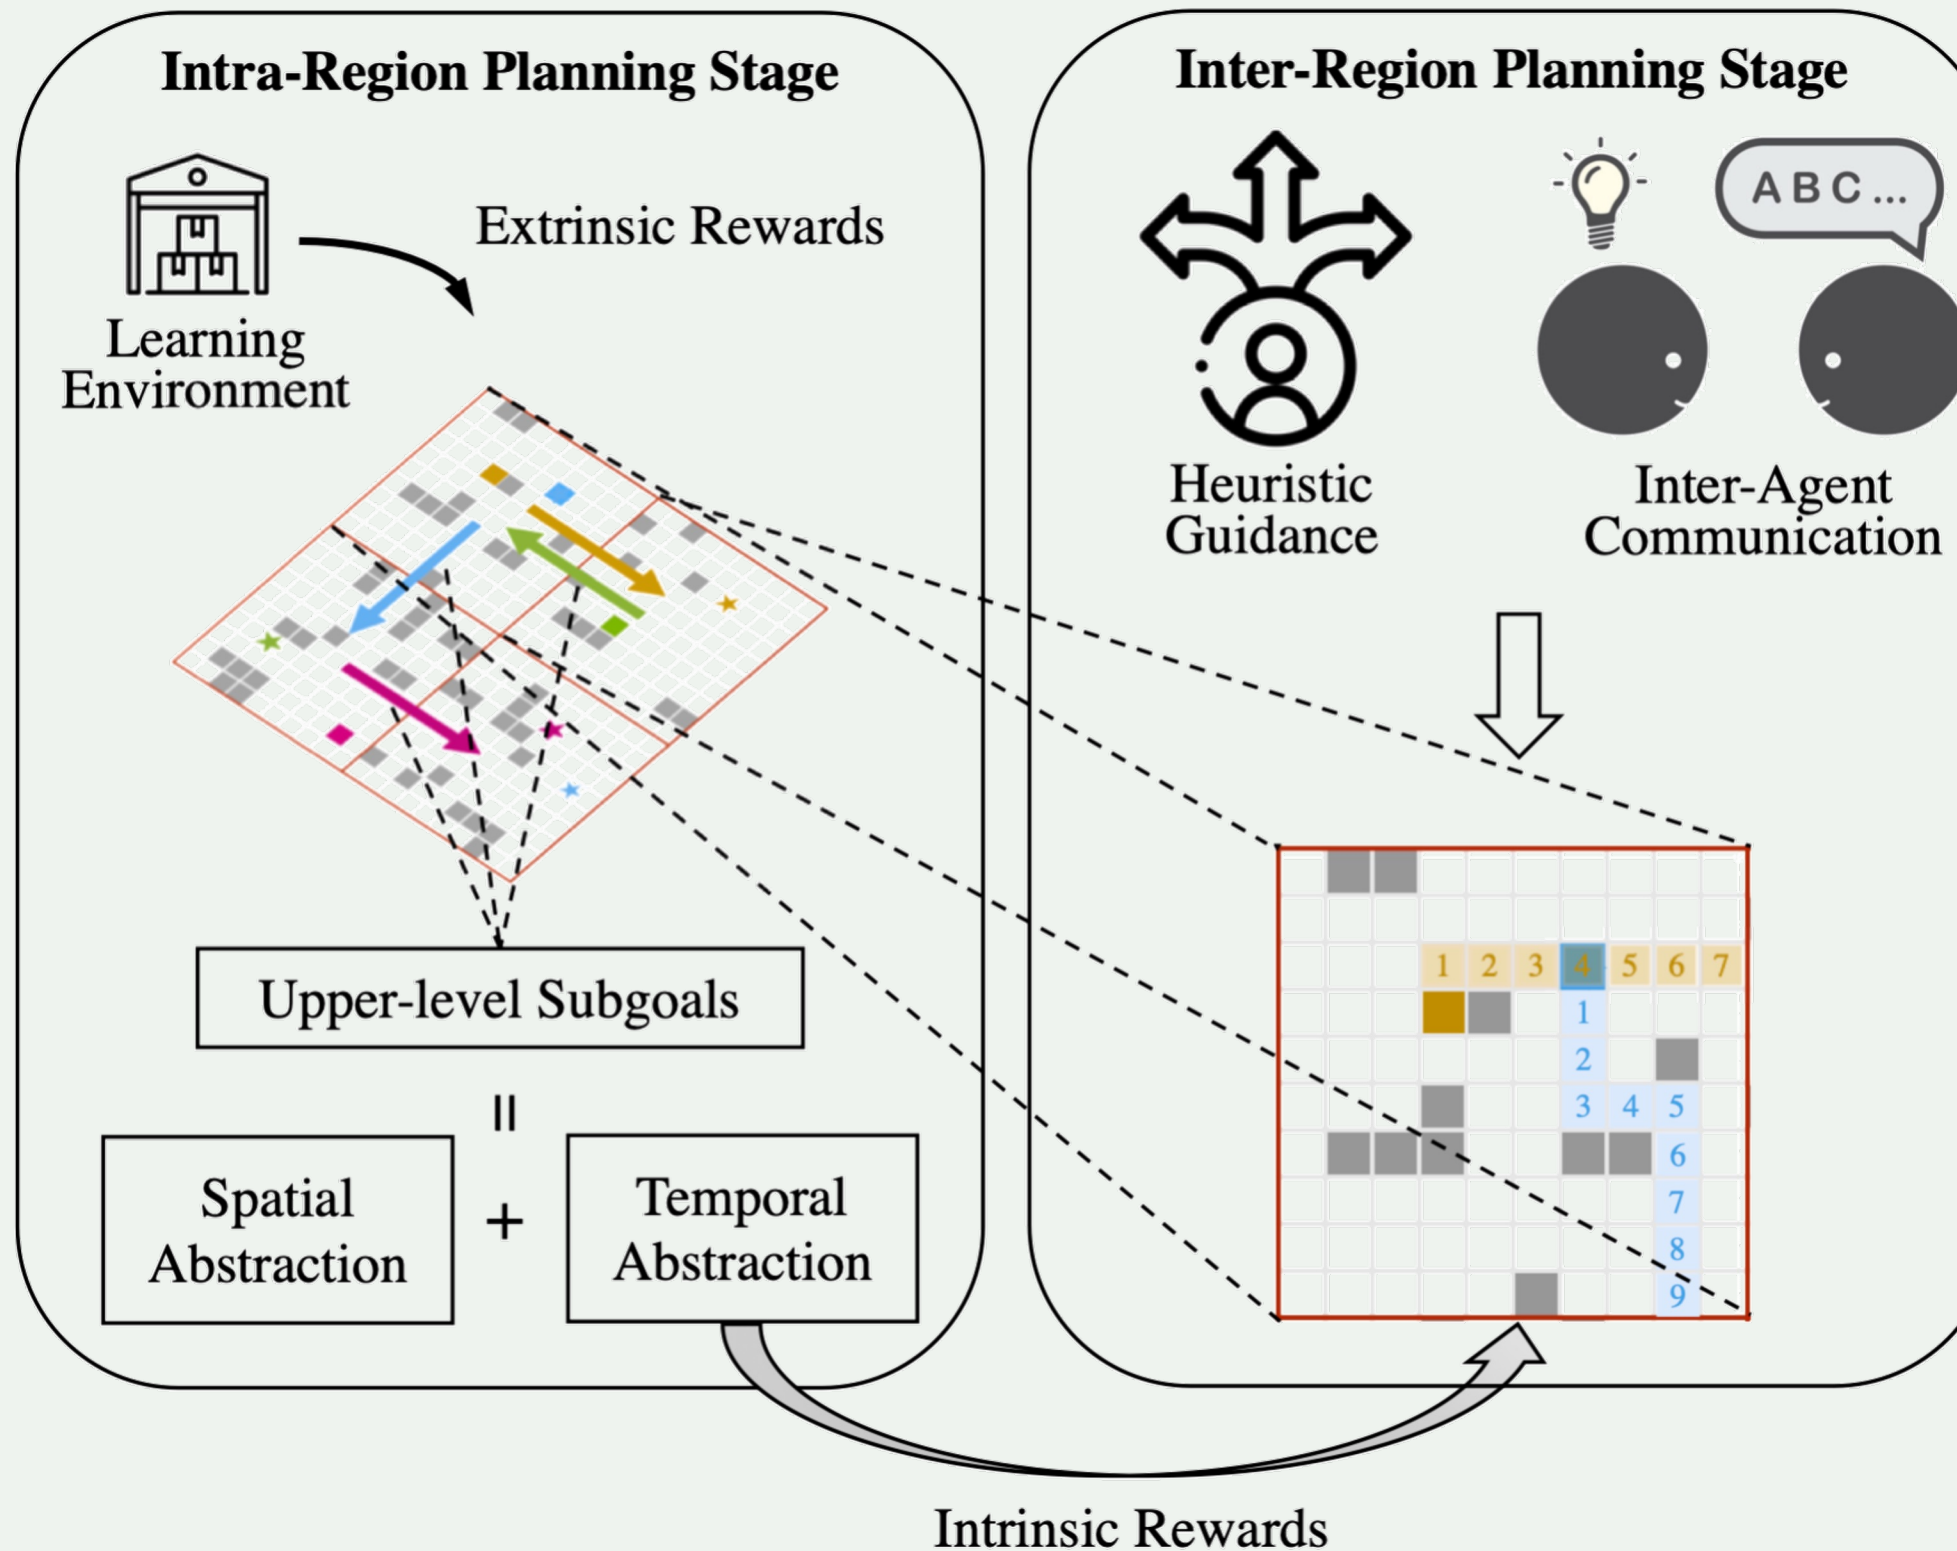 Intra-Region Planning Stage
Extrinsic Rewards
Learning
Environment
Upper-level Subgoals
=
Spatial
Abstraction
+
Temporal
Abstraction
Inter-Region Planning Stage
A B C ...
Heuristic
Guidance
Inter-Agent
Communication
1 2 3 4 5 6 7
1
2
3 4 5
6
7
8
9
Intrinsic Rewards